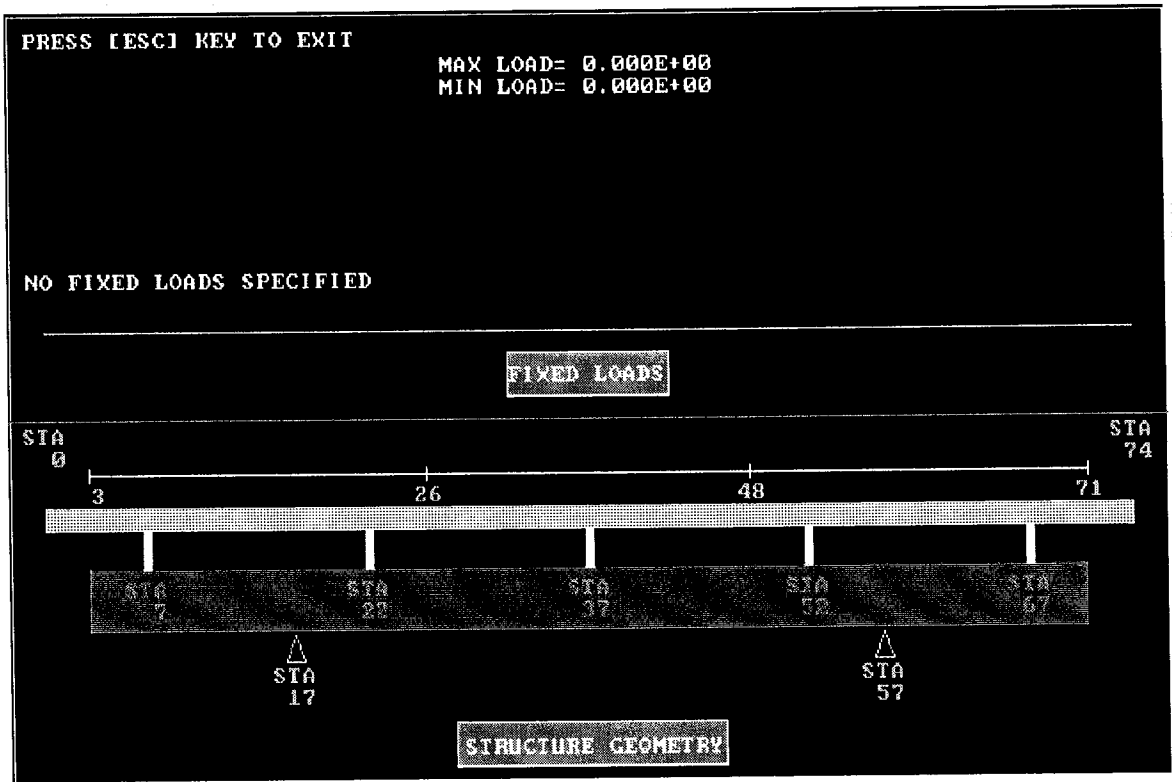 PRESS [ESC] KEY TO EXIT
MAX LOAD= 0.000E+00
MIN LOAD= 0.000E+00
NO FIXED LOADS SPECIFIED
FIXED LOADS
STA
0
STA
74
3 26 48 71
STA STA STA STA STA
7 22 37 52 67
STA
17
STA
57
STRUCTURE GEOMETRY